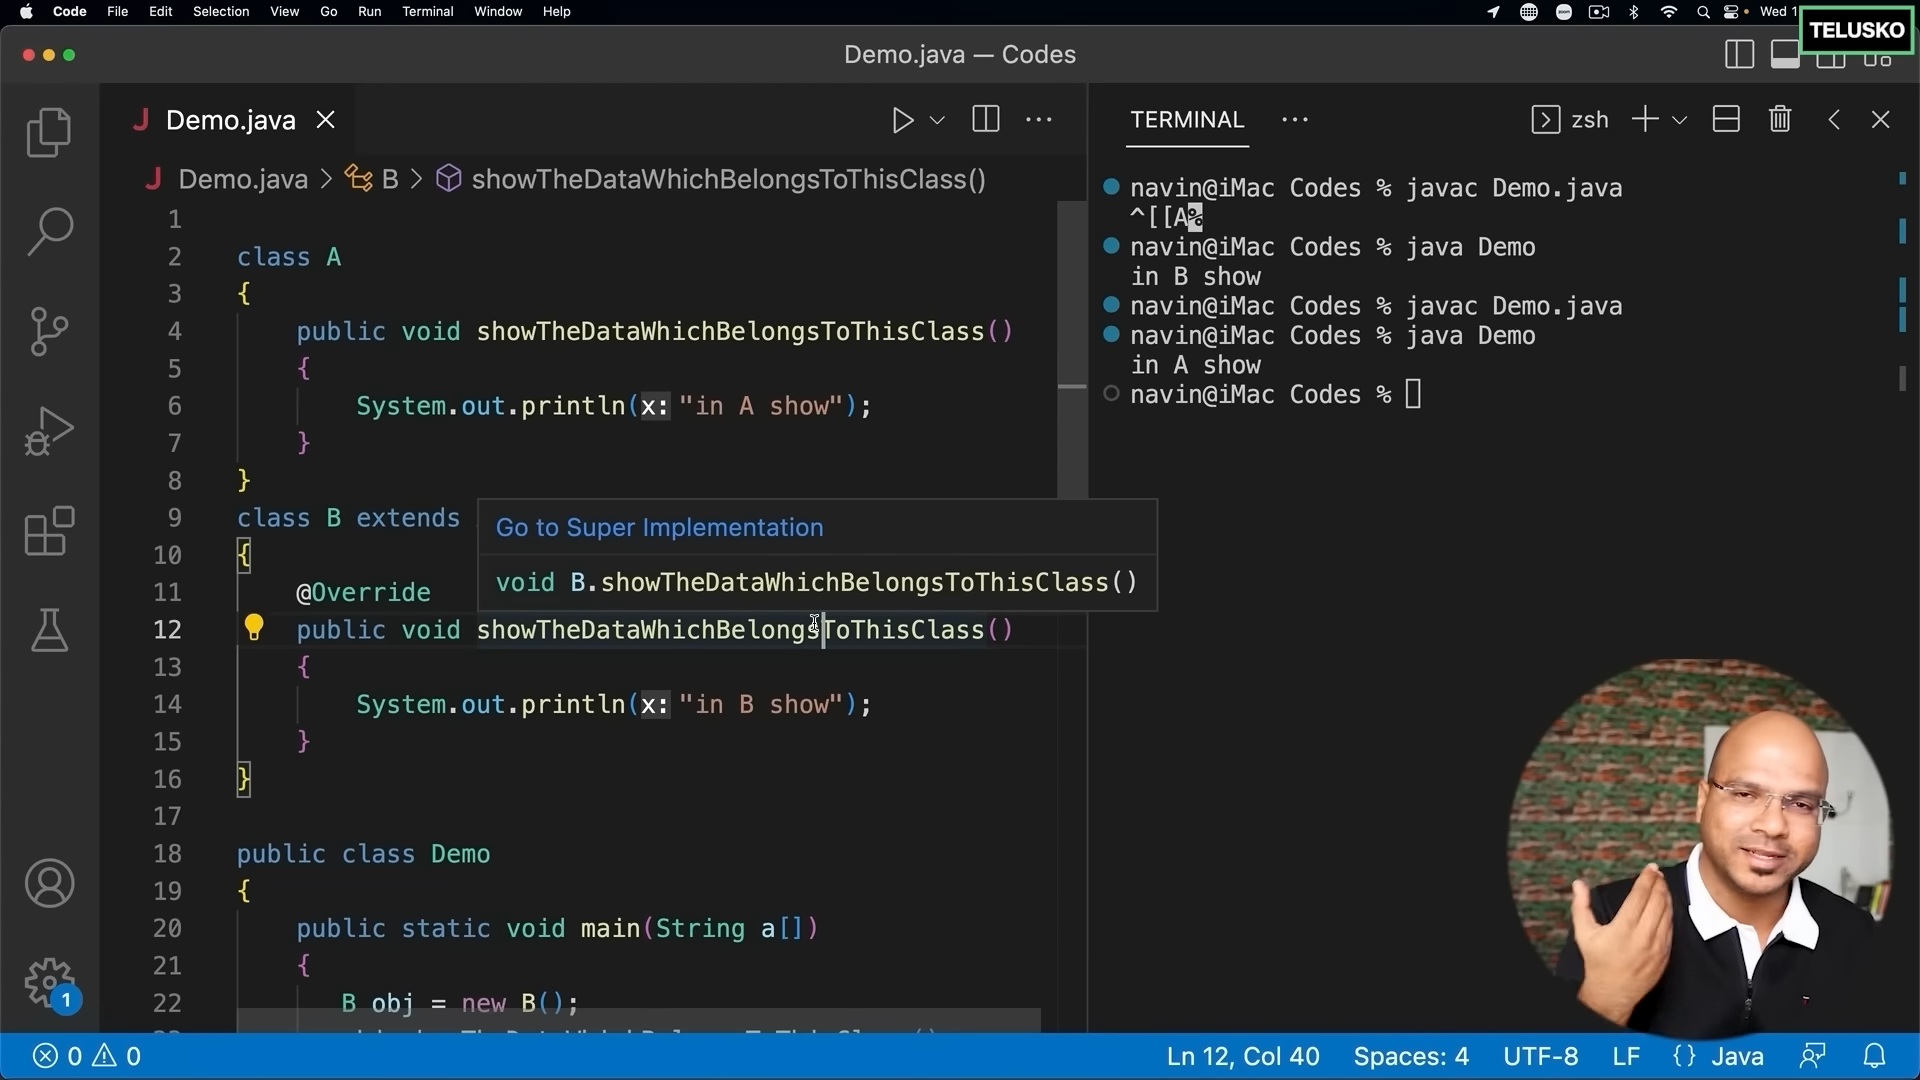 Code File Edit Selection View Go Run Terminal Window Help
zoom
Wed 1
TELUSKO
Demo.java — Codes
J Demo.java
J Demo.java > B > showTheDataWhichBelongsToThisClass()
1
2 class A
3 {
4 public void showTheDataWhichBelongsToThisClass()
5 {
6 System.out.println(x: "in A show");
7 }
8 }
9 class B extends
10 {
11 @Override
12 public void showTheDataWhichBelongsToThisClass()
13 {
14 System.out.println(x: "in B show");
15 }
16 }
17
18 public class Demo
19 {
20 public static void main(String a[])
21 {
22 B obj = new B();
Go to Super Implementation
void B.showTheDataWhichBelongsToThisClass()
TERMINAL
zsh
navin@iMac Codes % javac Demo.java
^[[A%
navin@iMac Codes % java Demo
in B show
navin@iMac Codes % javac Demo.java
navin@iMac Codes % java Demo
in A show
navin@iMac Codes %
1
0 0
Ln 12, Col 40 Spaces: 4 UTF-8 LF {} Java